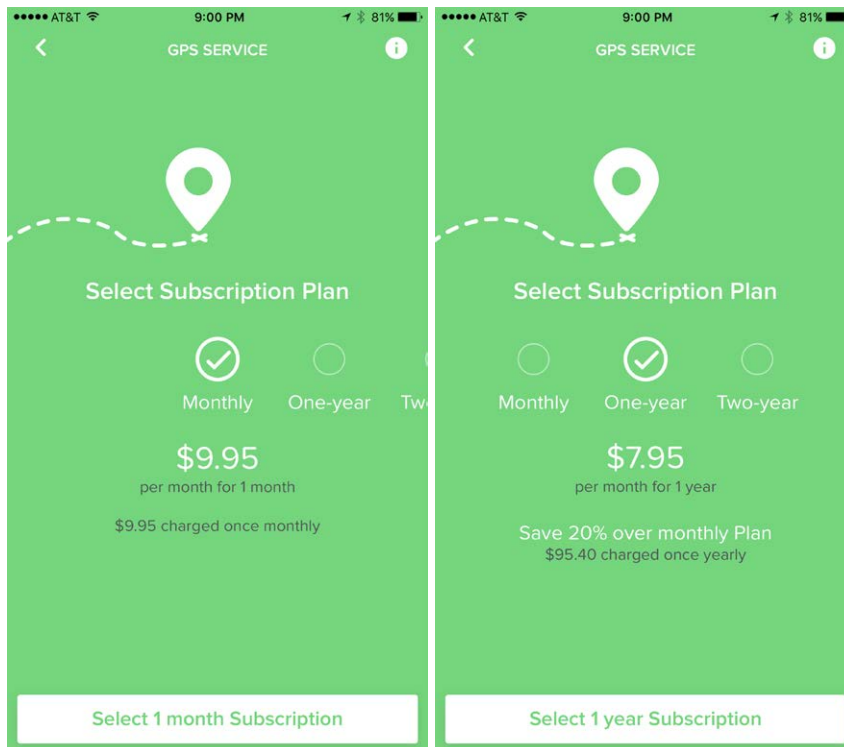 AT&T 9:00 PM 81%
GPS SERVICE
Select Subscription Plan
Monthly One-year Tw
$9.95
per month for 1 month
$9.95 charged once monthly
Select 1 month Subscription
AT&T 9:00 PM 81%
GPS SERVICE
Select Subscription Plan
Monthly One-year Two-year
$7.95
per month for 1 year
Save 20% over monthly Plan
$95.40 charged once yearly
Select 1 year Subscription